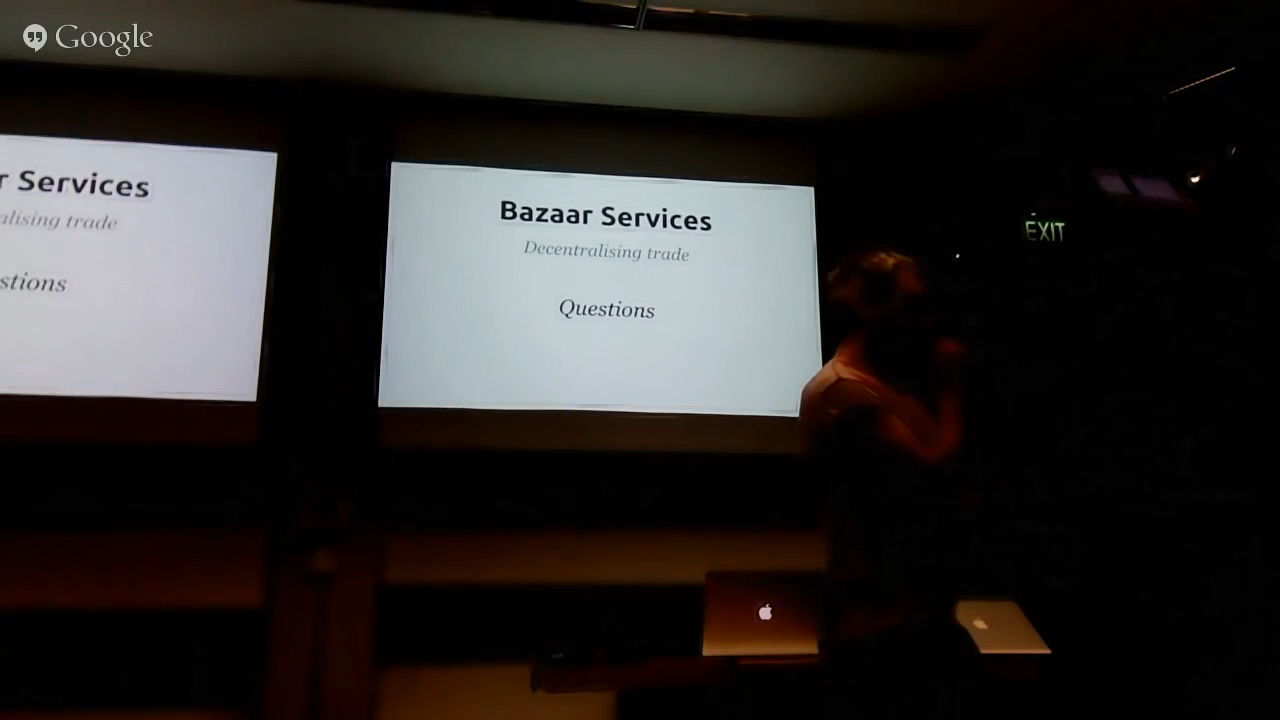 Google
r Services
alising trade
stions
Bazaar Services
Decentralising trade
Questions
EXIT